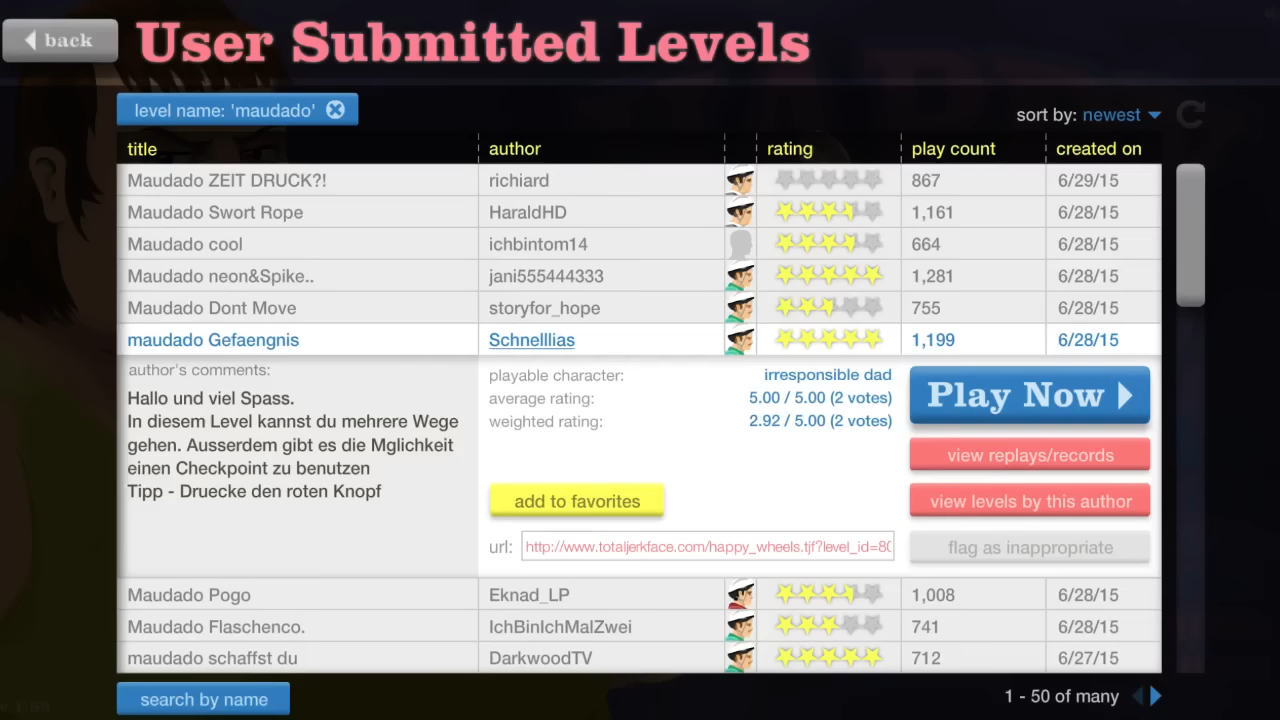 back
User Submitted Levels
level name: 'maudado'
sort by: newest
title author rating play count created on
Maudado ZEIT DRUCK?! richiard 867 6/29/15
Maudado Swort Rope HaraldHD 1,161 6/28/15
Maudado cool ichbintom14 664 6/28/15
Maudado neon&Spike.. jani555444333 1,281 6/28/15
Maudado Dont Move storyfor_hope 755 6/28/15
maudado Gefaengnis Schnelllias 1,199 6/28/15
author's comments:
Hallo und viel Spass.
In diesem Level kannst du mehrere Wege
gehen. Ausserdem gibt es die Mglichkeit
einen Checkpoint zu benutzen
Tipp - Druecke den roten Knopf
playable character: irresponsible dad
average rating: 5.00 / 5.00 (2 votes)
weighted rating: 2.92 / 5.00 (2 votes)
add to favorites
url: http://www.totaljerkface.com/happy_wheels.tjf?level_id=80
Play Now
view replays/records
view levels by this author
flag as inappropriate
Maudado Pogo Eknad_LP 1,008 6/28/15
Maudado Flaschenco. IchBinIchMalZwei 741 6/28/15
maudado schaffst du DarkwoodTV 712 6/27/15
search by name
1 - 50 of many